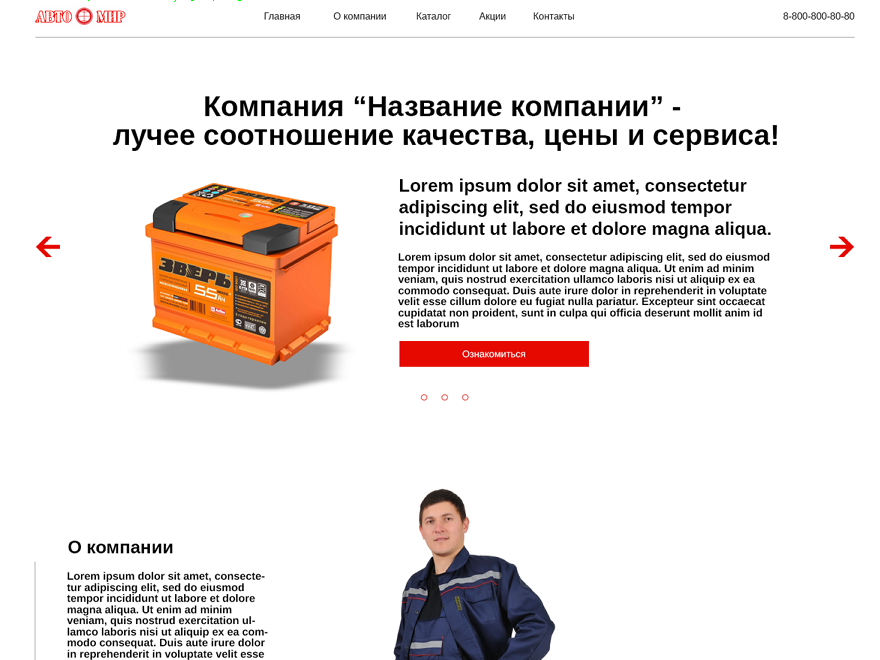 АВТО МИР
Главная
О компании
Каталог
Акции
Контакты
8-800-800-80-80
Компания “Название компании” -
лучее соотношение качества, цены и сервиса!
Lorem ipsum dolor sit amet, consectetur
adipiscing elit, sed do eiusmod tempor
incididunt ut labore et dolore magna aliqua.
ЗВЕРЬ
55Ач
Lorem ipsum dolor sit amet, consectetur adipiscing elit, sed do eiusmod
tempor incididunt ut labore et dolore magna aliqua. Ut enim ad minim
veniam, quis nostrud exercitation ullamco laboris nisi ut aliquip ex ea
commodo consequat. Duis aute irure dolor in reprehenderit in voluptate
velit esse cillum dolore eu fugiat nulla pariatur. Excepteur sint occaecat
cupidatat non proident, sunt in culpa qui officia deserunt mollit anim id
est laborum
Ознакомиться
О компании
Lorem ipsum dolor sit amet, consecte-
tur adipiscing elit, sed do eiusmod
tempor incididunt ut labore et dolore
magna aliqua. Ut enim ad minim
veniam, quis nostrud exercitation ul-
lamco laboris nisi ut aliquip ex ea com-
modo consequat. Duis aute irure dolor
in reprehenderit in voluptate velit esse